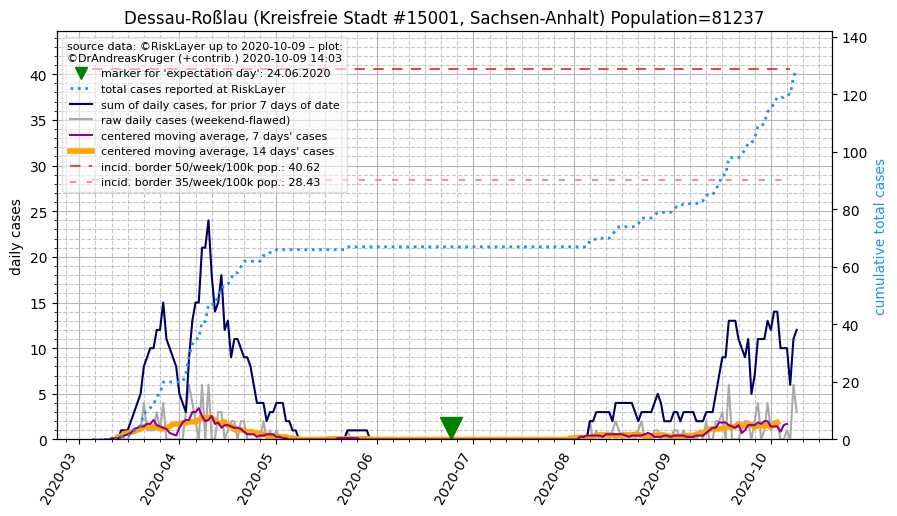 Dessau-Roßlau (Kreisfreie Stadt #15001, Sachsen-Anhalt) Population=81237
source data: ©RiskLayer up to 2020-10-09 – plot:
©DrAndreasKruger (+contrib.) 2020-10-09 14:03
marker for 'expectation day': 24.06.2020
total cases reported at RiskLayer
sum of daily cases, for prior 7 days of date
raw daily cases (weekend-flawed)
centered moving average, 7 days' cases
centered moving average, 14 days' cases
incid. border 50/week/100k pop.: 40.62
incid. border 35/week/100k pop.: 28.43
daily cases
40
35
30
25
20
15
10
5
0
cumulative total cases
140
120
100
80
60
40
20
0
2020-03
2020-04
2020-05
2020-06
2020-07
2020-08
2020-09
2020-10